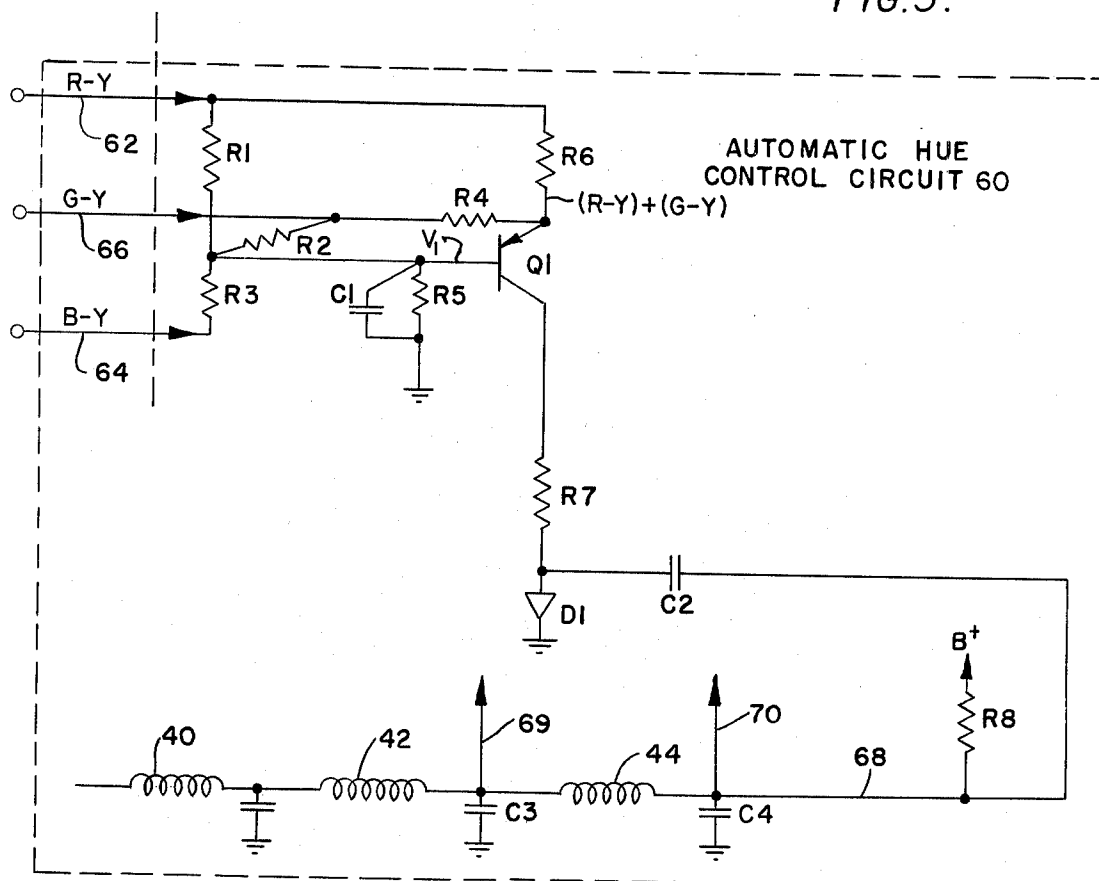 FIG.5.
R-Y
62
R1
R6
AUTOMATIC HUE
CONTROL CIRCUIT 60
G-Y
66
R4
(R-Y)+(G-Y)
R2
V1
Q1
R3
C1
R5
B-Y
64
R7
C2
D1
B+
R8
40
42
69
44
70
68
C3
C4